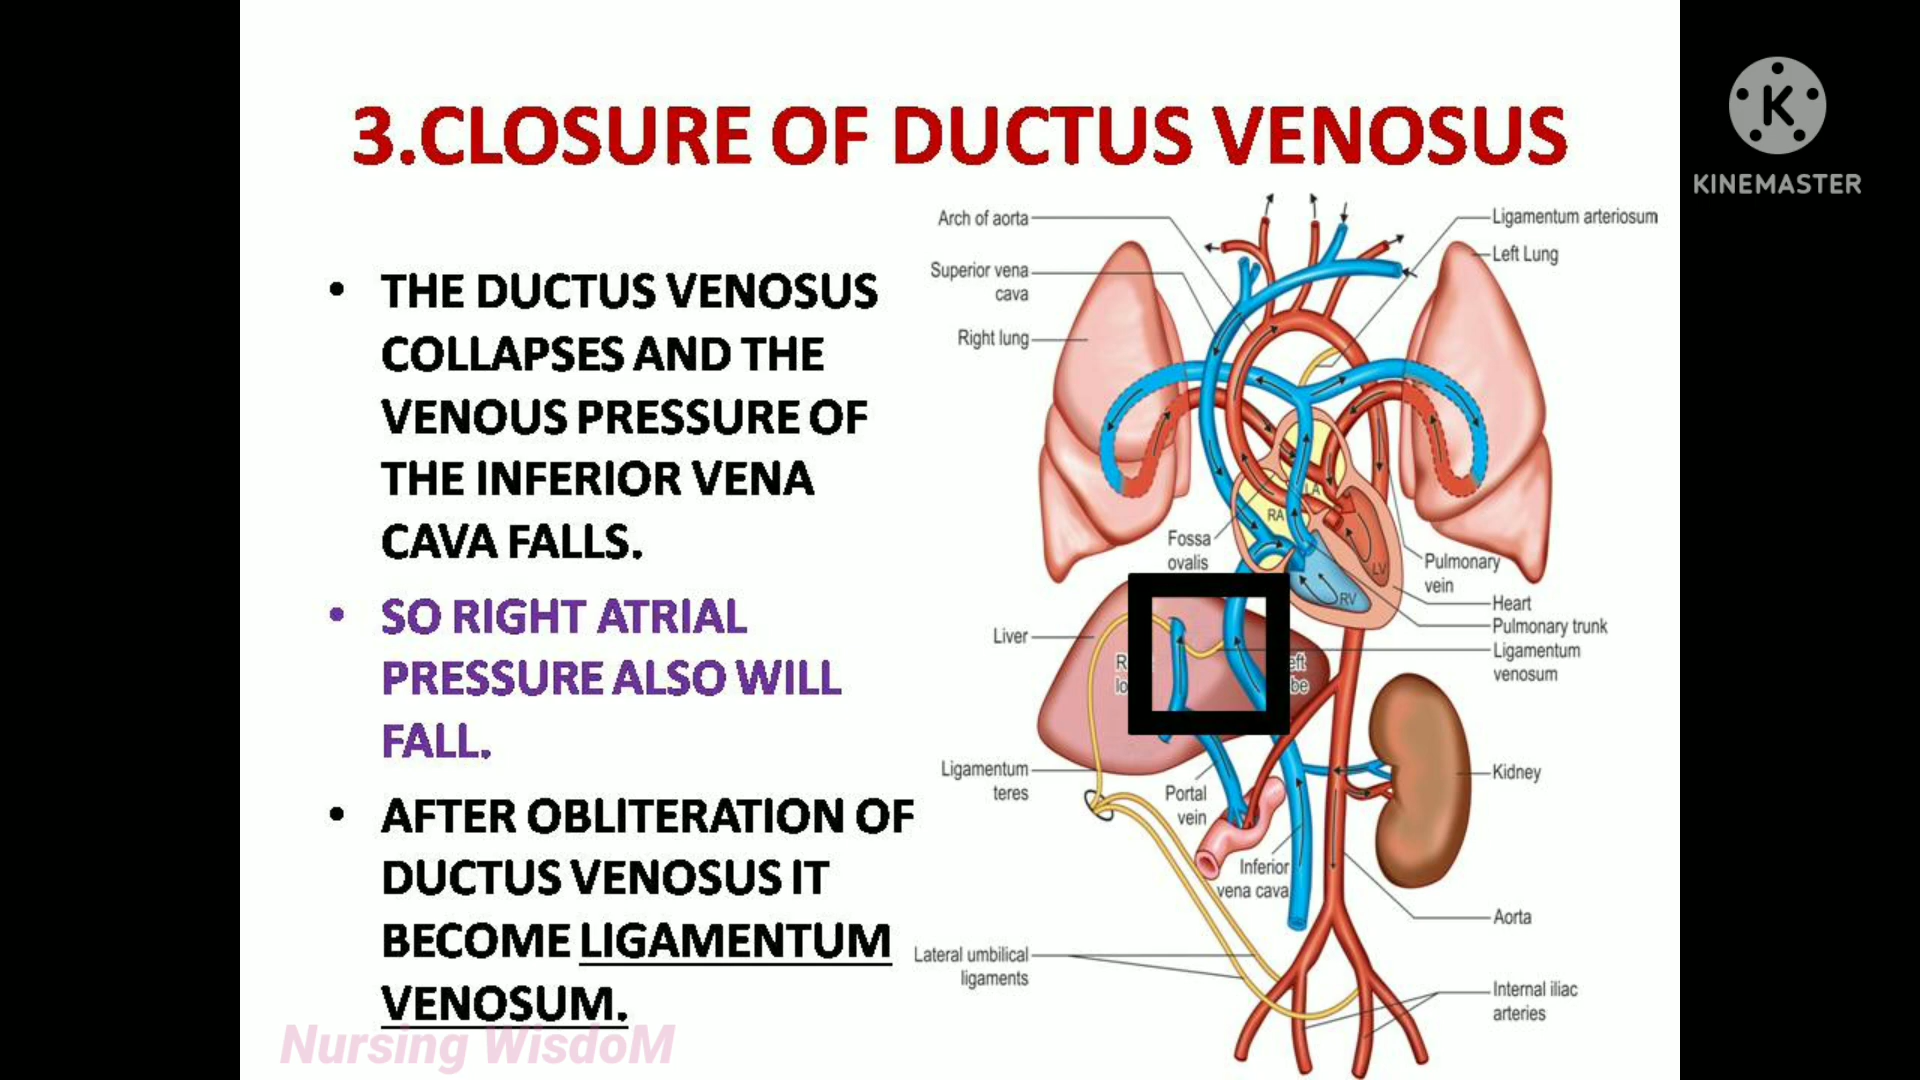 3.CLOSURE OF DUCTUS VENOSUS
K
KINEMASTER
• THE DUCTUS VENOSUS
COLLAPSES AND THE
VENOUS PRESSURE OF
THE INFERIOR VENA
CAVA FALLS.
• SO RIGHT ATRIAL
PRESSURE ALSO WILL
FALL.
• AFTER OBLITERATION OF
DUCTUS VENOSUS IT
BECOME LIGAMENTUM
VENOSUM.
Nursing WisdoM
Arch of aorta
Superior vena
cava
Right lung
Fossa
ovalis
Liver
Ligamentum
teres
Portal
vein
Inferior
vena cava
Lateral umbilical
ligaments
Ligamentum arteriosum
Left Lung
LA
RA
LV
RV
Pulmonary
vein
Heart
Pulmonary trunk
Ligamentum
venosum
Kidney
Aorta
Internal iliac
arteries